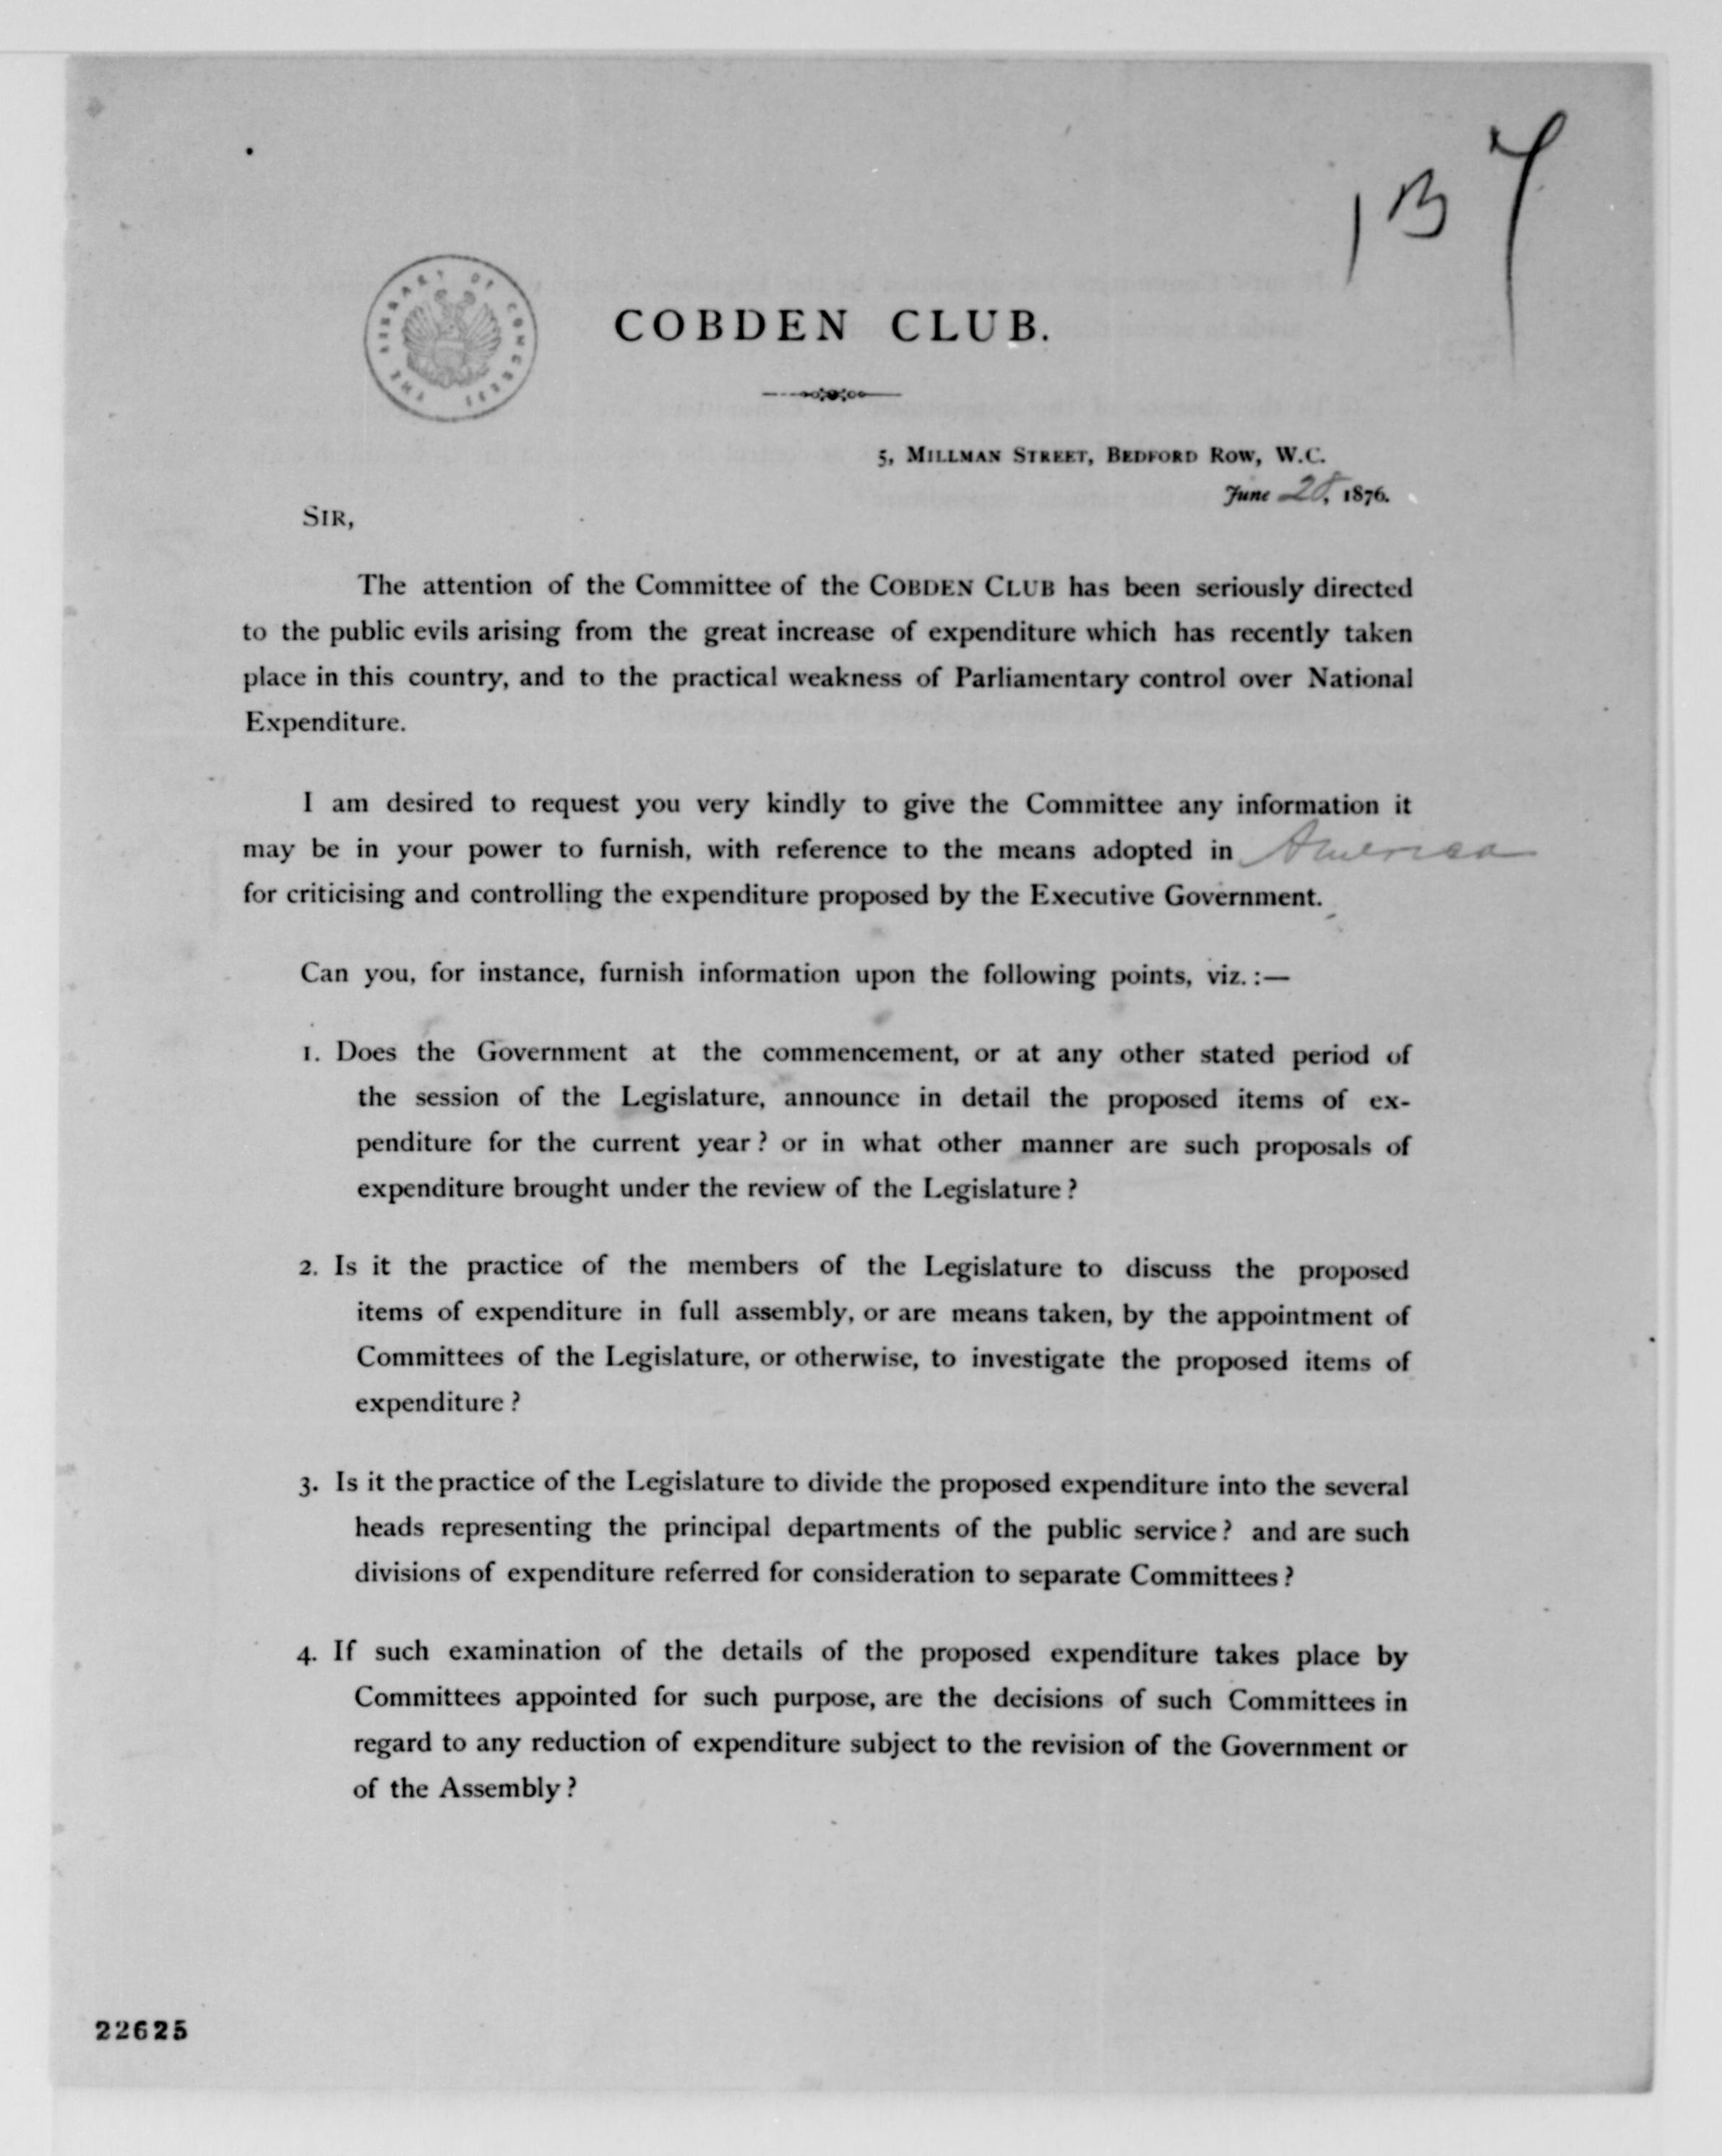 137
THE LIBRARY OF CONGRESS
COBDEN CLUB.
5, MILLMAN STREET, BEDFORD ROW, W.C.
June 28, 1876.
SIR,
The attention of the Committee of the COBDEN CLUB has been seriously directed
to the public evils arising from the great increase of expenditure which has recently taken
place in this country, and to the practical weakness of Parliamentary control over National
Expenditure.
I am desired to request you very kindly to give the Committee any information it
may be in your power to furnish, with reference to the means adopted in America
for criticising and controlling the expenditure proposed by the Executive Government.
Can you, for instance, furnish information upon the following points, viz. :—
1. Does the Government at the commencement, or at any other stated period of
the session of the Legislature, announce in detail the proposed items of ex-
penditure for the current year? or in what other manner are such proposals of
expenditure brought under the review of the Legislature?
2. Is it the practice of the members of the Legislature to discuss the proposed
items of expenditure in full assembly, or are means taken, by the appointment of
Committees of the Legislature, or otherwise, to investigate the proposed items of
expenditure?
3. Is it the practice of the Legislature to divide the proposed expenditure into the several
heads representing the principal departments of the public service? and are such
divisions of expenditure referred for consideration to separate Committees?
4. If such examination of the details of the proposed expenditure takes place by
Committees appointed for such purpose, are the decisions of such Committees in
regard to any reduction of expenditure subject to the revision of the Government or
of the Assembly?
22625